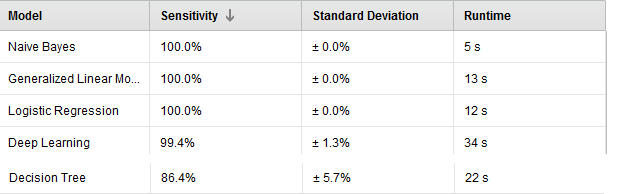 Model Sensitivity Standard Deviation Runtime
Naive Bayes 100.0% ± 0.0% 5 s
Generalized Linear Mo... 100.0% ± 0.0% 13 s
Logistic Regression 100.0% ± 0.0% 12 s
Deep Learning 99.4% ± 1.3% 34 s
Decision Tree 86.4% ± 5.7% 22 s